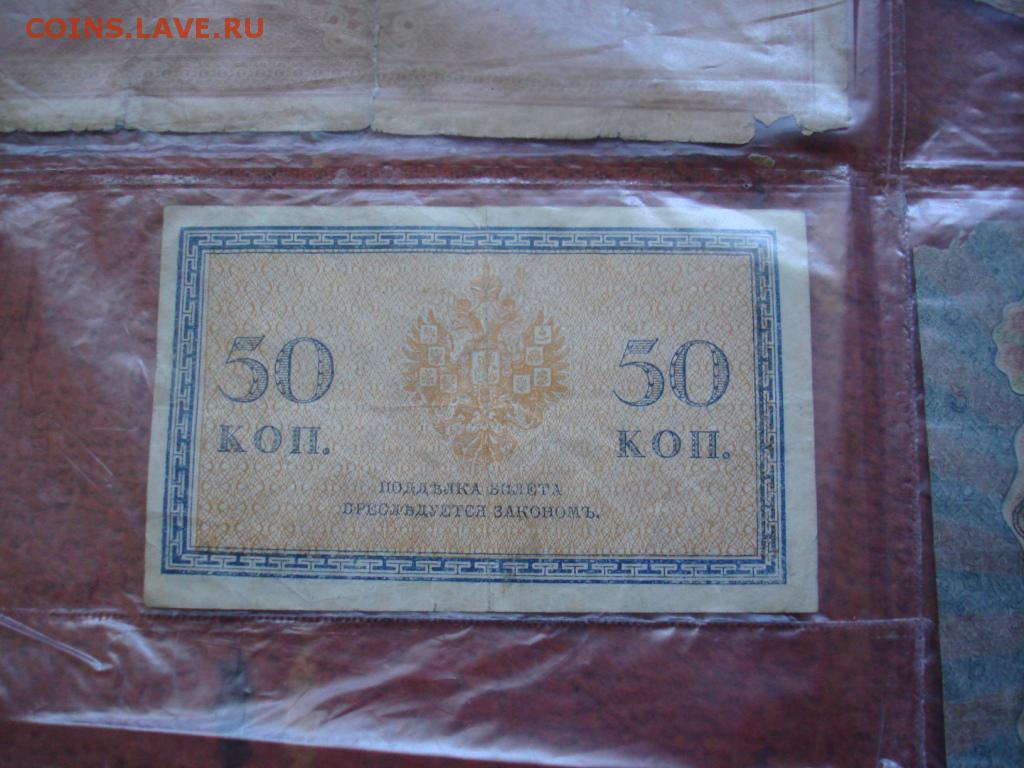 COINS.LAVE.RU
50 50
КОП. КОП.
ПОДДѢЛКА БИЛЕТА
ПРЕСЛѢДУЕТСЯ ЗАКОНОМЪ.